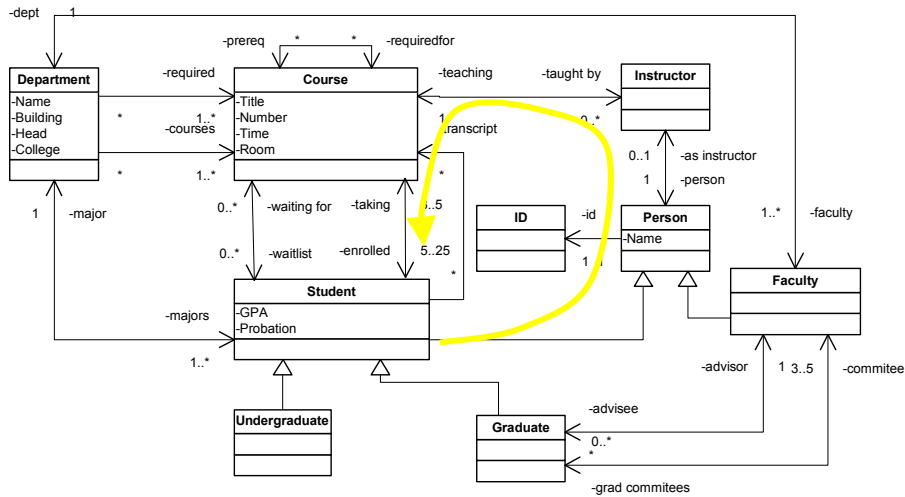 -dept 1
-prereq * * -requiredfor
Department
-Name
-Building
-Head
-College
-required
* 1..*
-courses
* 1..*
Course
-Title
-Number
-Time
-Room
-teaching -taught by
1 0..*
-transcript
*
Instructor
0..1 -as instructor
1 -person
1 -major
0..* -waiting for
0..* -waitlist
-taking
-enrolled 5..25
*
ID
-id
1
Person
-Name
1..* -faculty
Faculty
Student
-GPA
-Probation
-majors
1..*
-advisor 1 3..5 -commitee
Undergraduate
Graduate
-advisee
0..*
*
-grad commitees